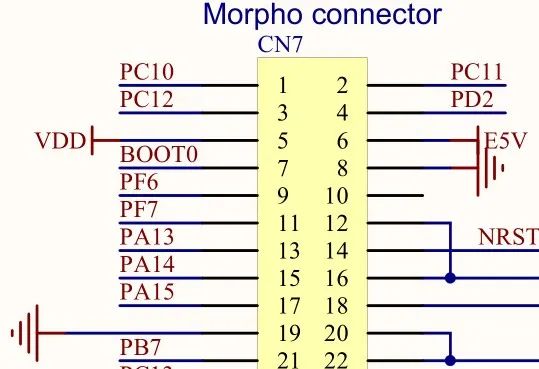 Morpho connector
CN7
PC10 1 2 PC11
PC12 3 4 PD2
VDD 5 6 E5V
BOOT0 7 8
PF6 9 10
PF7 11 12
PA13 13 14 NRST
PA14 15 16
PA15 17 18
19 20
PB7 21 22